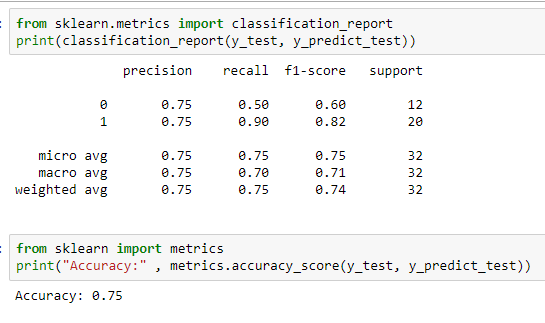 from sklearn.metrics import classification_report
print(classification_report(y_test, y_predict_test))
precision recall f1-score support
0 0.75 0.50 0.60 12
1 0.75 0.90 0.82 20
micro avg 0.75 0.75 0.75 32
macro avg 0.75 0.70 0.71 32
weighted avg 0.75 0.75 0.74 32
from sklearn import metrics
print("Accuracy:" , metrics.accuracy_score(y_test, y_predict_test))
Accuracy: 0.75